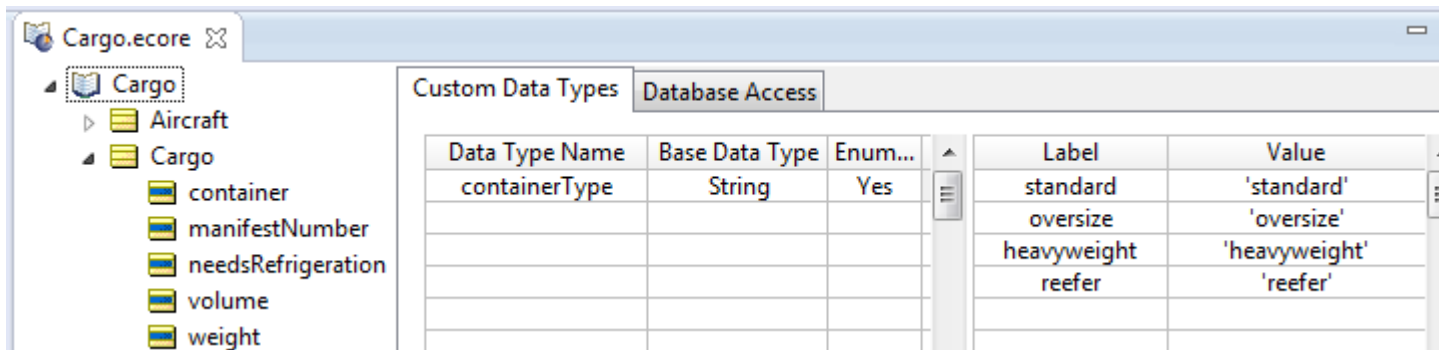 Cargo.ecore
Cargo
Aircraft
Cargo
container
manifestNumber
needsRefrigeration
volume
weight
Custom Data Types Database Access
Data Type Name Base Data Type Enum... Label Value
containerType String Yes standard 'standard'
oversize 'oversize'
heavyweight 'heavyweight'
reefer 'reefer'